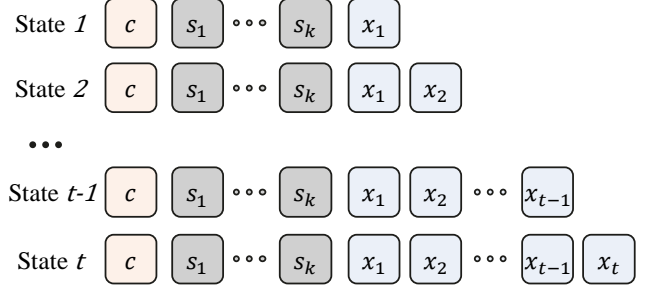 State 1 c s₁ ∘∘∘ sₖ x₁
State 2 c s₁ ∘∘∘ sₖ x₁ x₂
•••
State t-1 c s₁ ∘∘∘ sₖ x₁ x₂ ∘∘∘ xₜ₋₁
State t c s₁ ∘∘∘ sₖ x₁ x₂ ∘∘∘ xₜ₋₁ xₜ